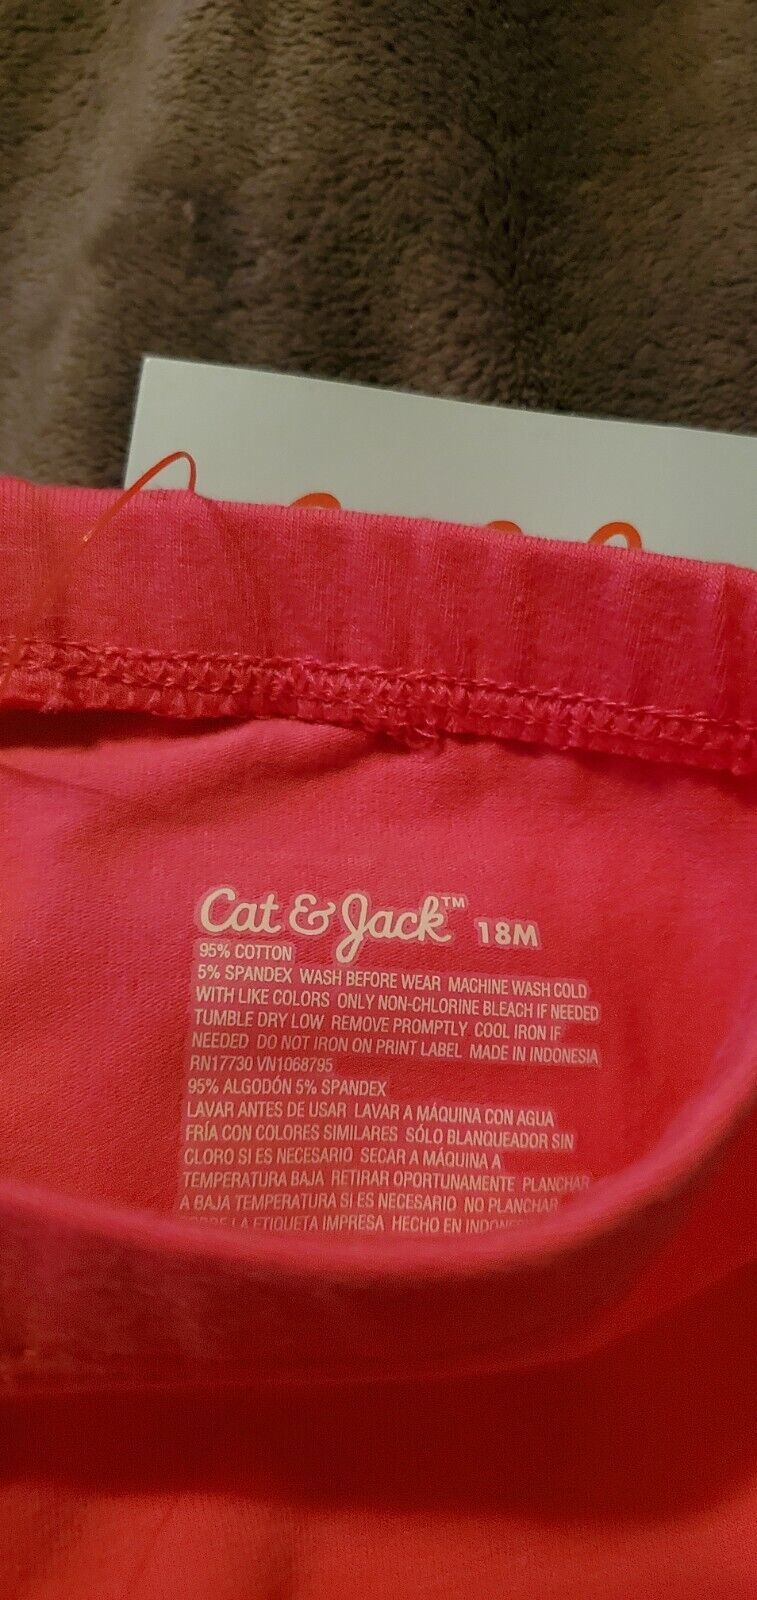 Cat & Jack™ 18M
95% COTTON
5% SPANDEX WASH BEFORE WEAR MACHINE WASH COLD
WITH LIKE COLORS ONLY NON-CHLORINE BLEACH IF NEEDED
TUMBLE DRY LOW REMOVE PROMPTLY COOL IRON IF
NEEDED DO NOT IRON ON PRINT LABEL MADE IN INDONESIA
RN17730 VN1068795
95% ALGODÓN 5% SPANDEX
LAVAR ANTES DE USAR LAVAR A MÁQUINA CON AGUA
FRÍA CON COLORES SIMILARES SÓLO BLANQUEADOR SIN
CLORO SI ES NECESARIO SECAR A MÁQUINA A
TEMPERATURA BAJA RETIRAR OPORTUNAMENTE PLANCHAR
A BAJA TEMPERATURA SI ES NECESARIO NO PLANCHAR
LA ETIQUETA IMPRESA HECHO EN